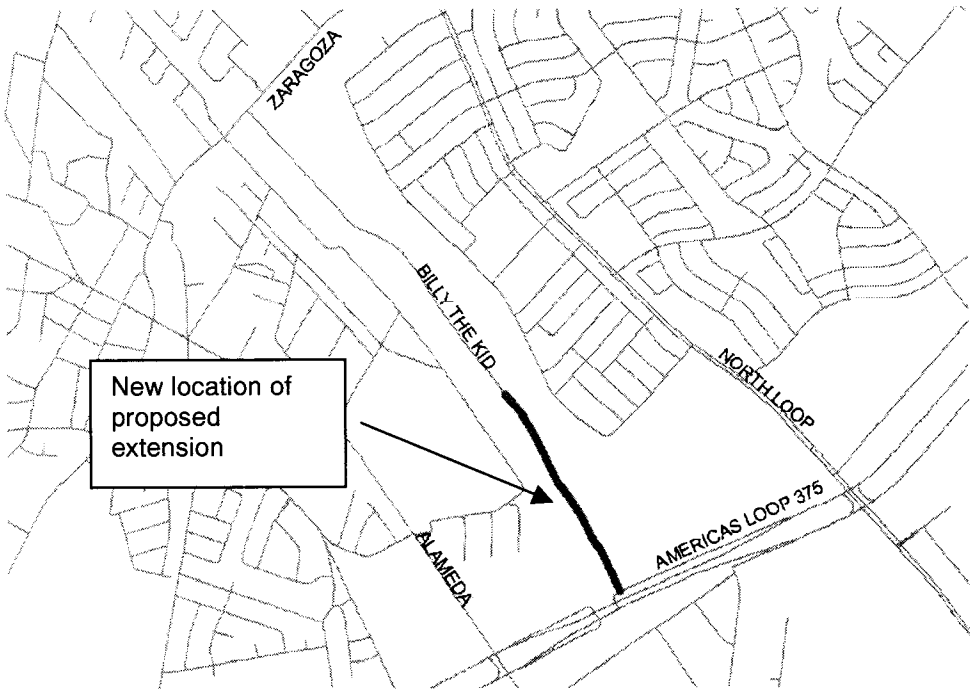 ZARAGOZA
BILLY THE KID
New location of
proposed
extension
NORTH LOOP
AMERICAS LOOP 375
ALAMEDA